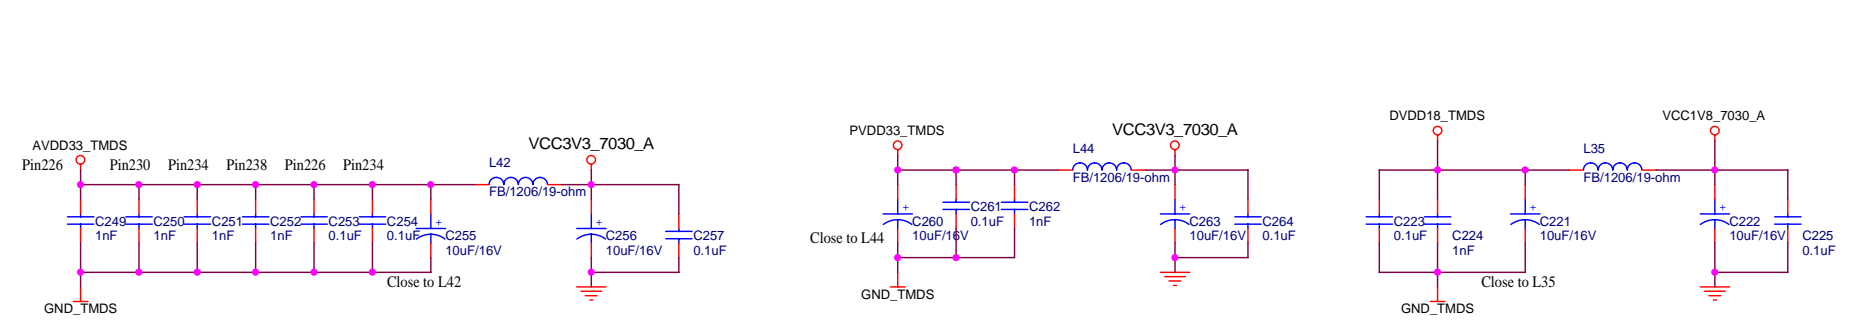 AVDD33_TMDS
Pin226
Pin230
Pin234
Pin238
Pin226
Pin234
L42
FB/1206/19-ohm
VCC3V3_7030_A
C249
1nF
C250
1nF
C251
1nF
C252
1nF
C253
0.1uF
C254
0.1uF
+
C255
10uF/16V
+
C256
10uF/16V
C257
0.1uF
Close to L42
GND_TMDS
PVDD33_TMDS
L44
FB/1206/19-ohm
VCC3V3_7030_A
+
C260
10uF/16V
C261
0.1uF
C262
1nF
+
C263
10uF/16V
C264
0.1uF
Close to L44
GND_TMDS
DVDD18_TMDS
L35
FB/1206/19-ohm
VCC1V8_7030_A
C223
0.1uF
C224
1nF
+
C221
10uF/16V
+
C222
10uF/16V
C225
0.1uF
Close to L35
GND_TMDS